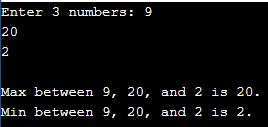 Enter 3 numbers: 9
20
2
Max between 9, 20, and 2 is 20.
Min between 9, 20, and 2 is 2.